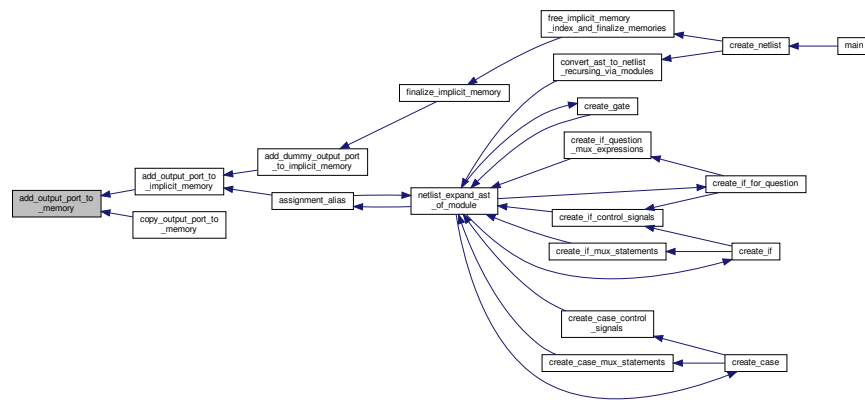 free_implicit_memory
_index_and_finalize_memories
create_netlist
main
convert_ast_to_netlist
_recursing_via_modules
finalize_implicit_memory
create_gate
create_if_question
_mux_expressions
add_dummy_output_port
_to_implicit_memory
add_output_port_to
_implicit_memory
create_if_for_question
add_output_port_to
_memory
assignment_alias
netlist_expand_ast
_of_module
copy_output_port_to
_memory
create_if_control_signals
create_if_mux_statements
create_if
create_case_control
_signals
create_case_mux_statements
create_case